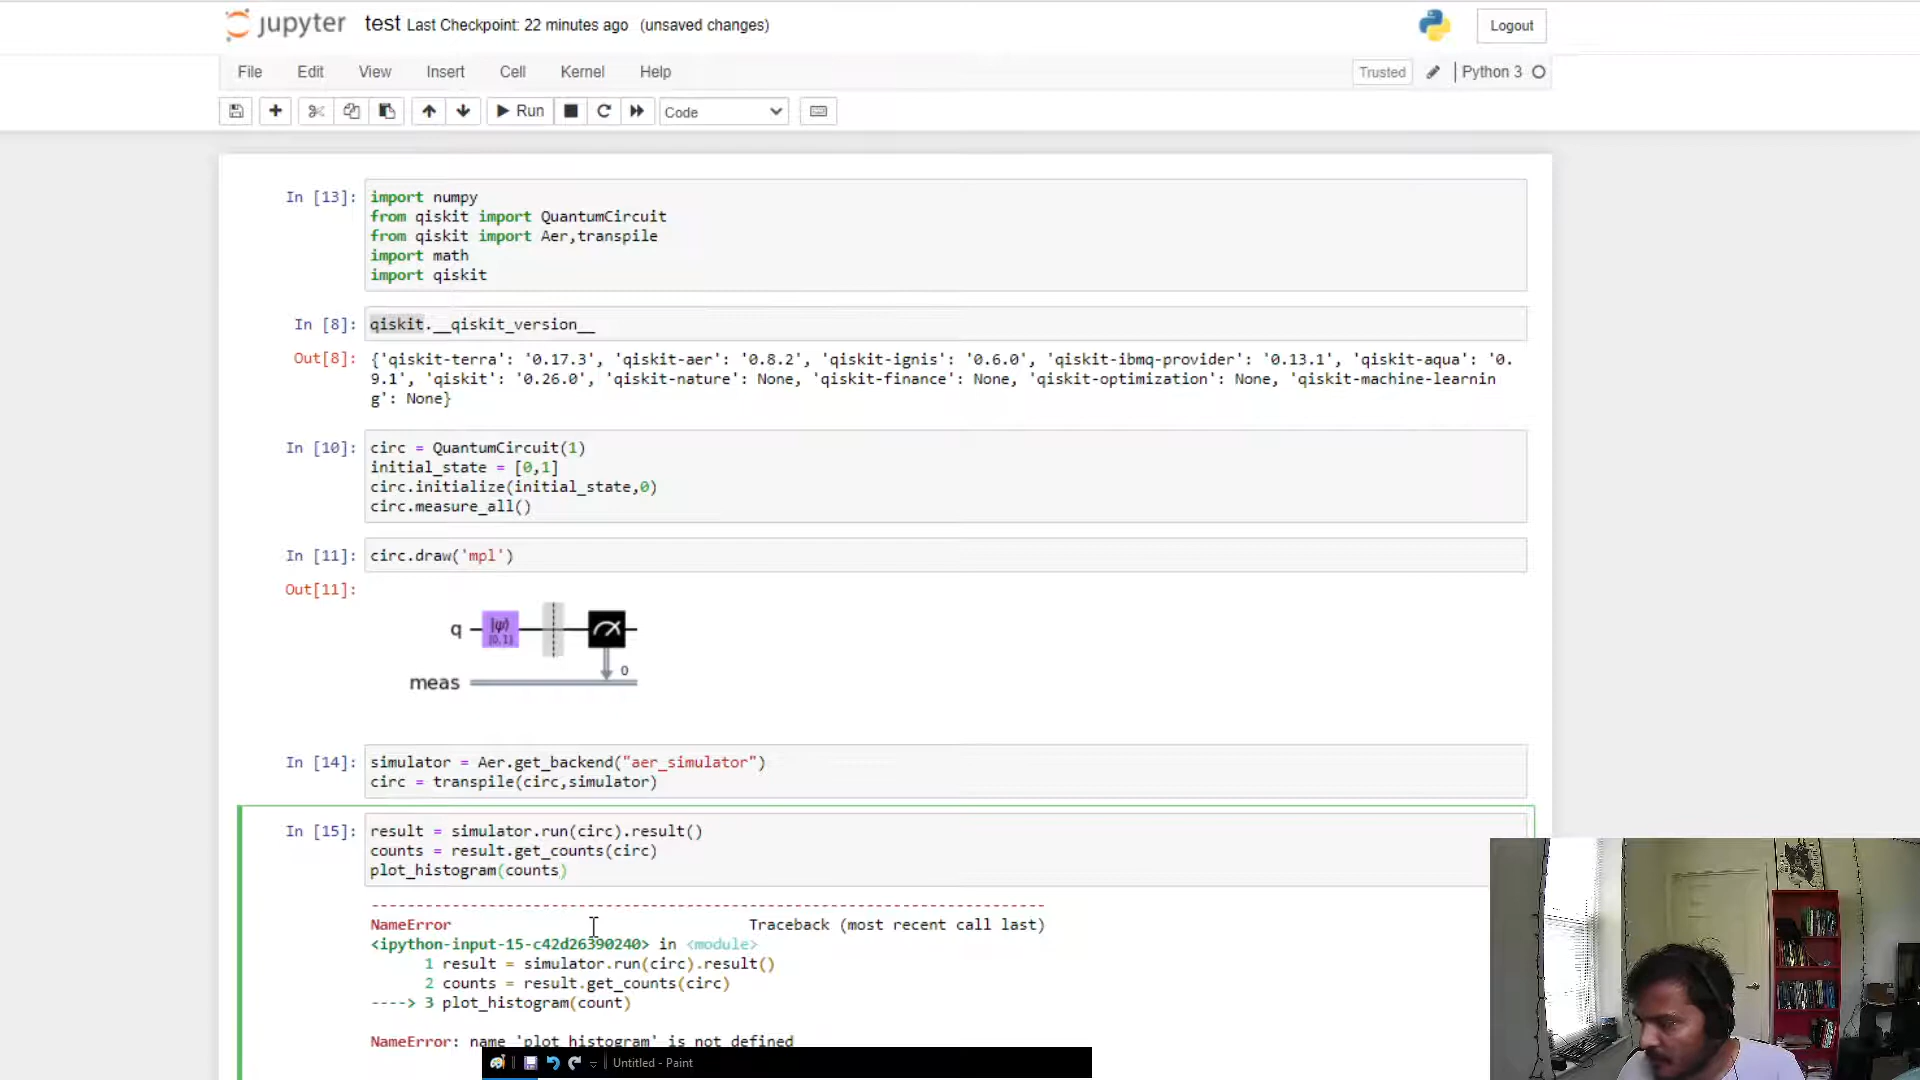 jupyter test Last Checkpoint: 22 minutes ago (unsaved changes) Logout
File Edit View Insert Cell Kernel Help Trusted Python 3
Run Code
In [13]: import numpy
from qiskit import QuantumCircuit
from qiskit import Aer,transpile
import math
import qiskit
In [8]: qiskit.__qiskit_version__
Out[8]: {'qiskit-terra': '0.17.3', 'qiskit-aer': '0.8.2', 'qiskit-ignis': '0.6.0', 'qiskit-ibmq-provider': '0.13.1', 'qiskit-aqua': '0.
9.1', 'qiskit': '0.26.0', 'qiskit-nature': None, 'qiskit-finance': None, 'qiskit-optimization': None, 'qiskit-machine-learnin
g': None}
In [10]: circ = QuantumCircuit(1)
initial_state = [0,1]
circ.initialize(initial_state,0)
circ.measure_all()
In [11]: circ.draw('mpl')
Out[11]:
q |ψ⟩
[0,1]
0
meas
In [14]: simulator = Aer.get_backend("aer_simulator")
circ = transpile(circ,simulator)
In [15]: result = simulator.run(circ).result()
counts = result.get_counts(circ)
plot_histogram(counts)
---------------------------------------------------------------------------
NameError Traceback (most recent call last)
<ipython-input-15-c42d26390240> in <module>
1 result = simulator.run(circ).result()
2 counts = result.get_counts(circ)
----> 3 plot_histogram(count)
NameError: name 'plot_histogram' is not defined
Untitled - Paint